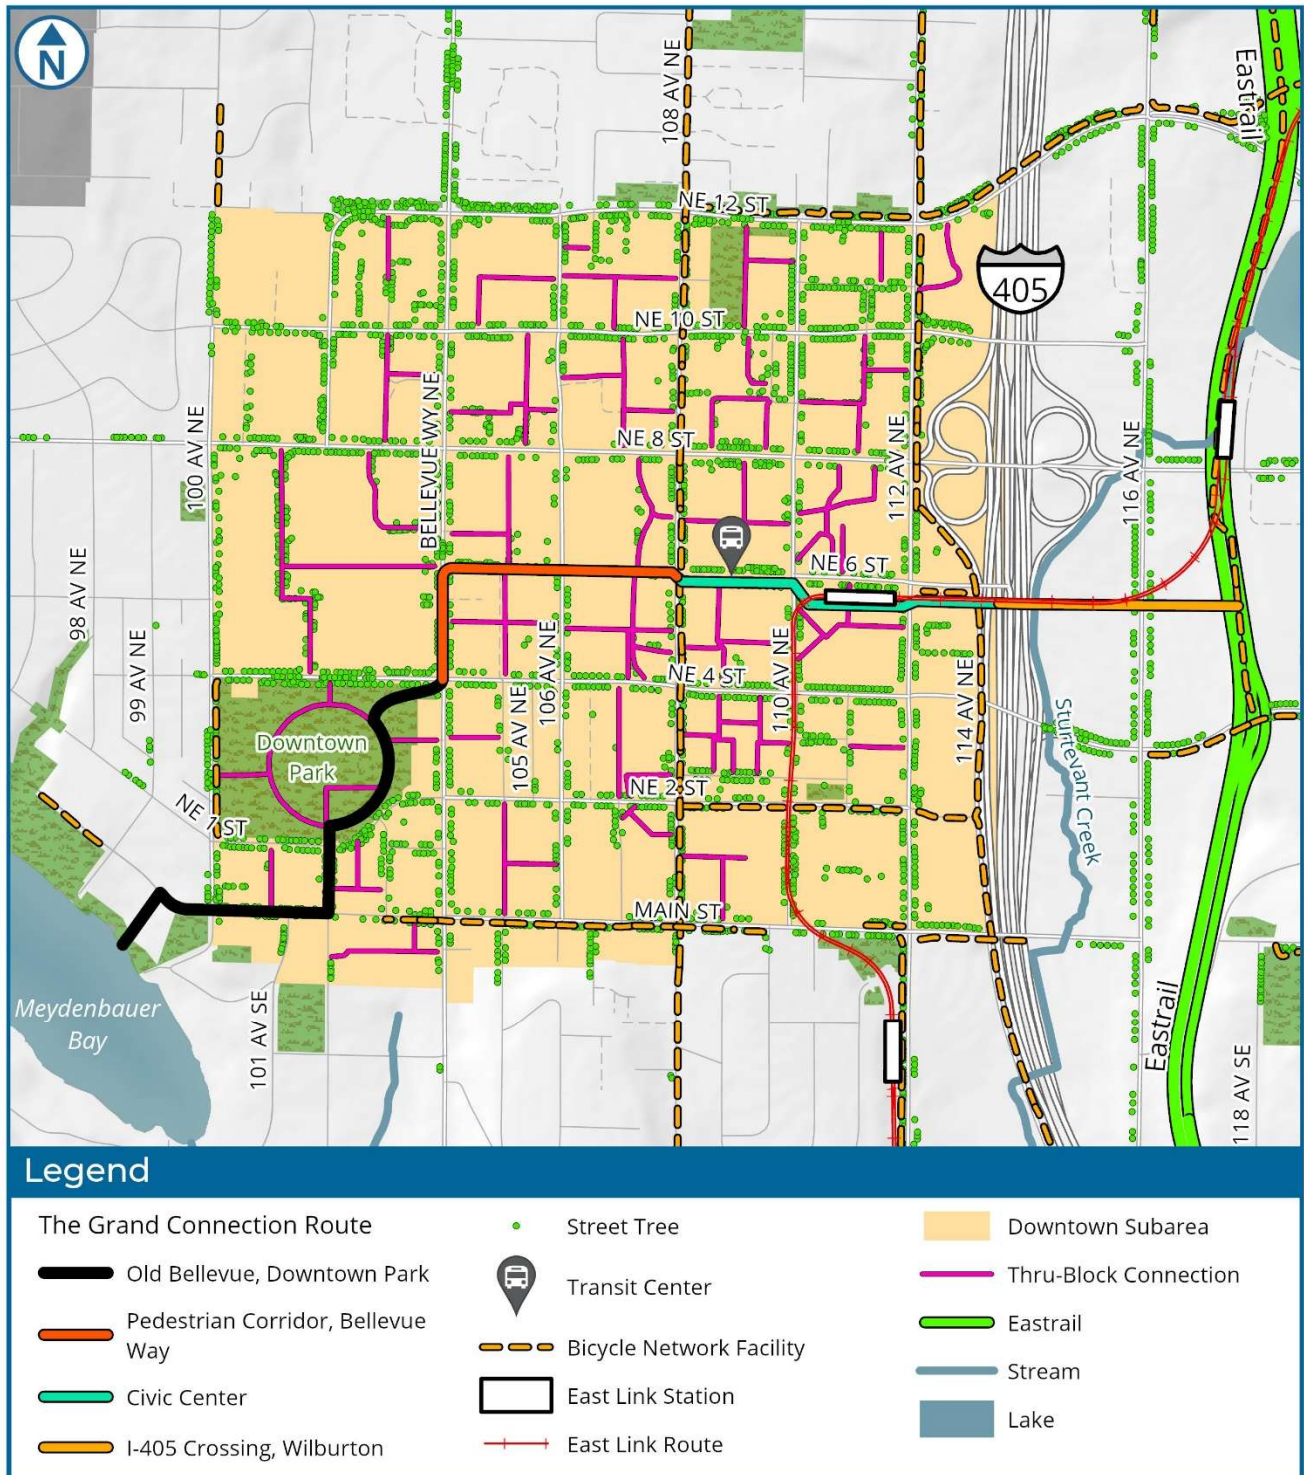 N
Eastrail
108 AV NE
NE 12 ST
405
NE 10 ST
BELLEVUE WY NE
100 AV NE
NE 8 ST
112 AV NE
116 AV NE
98 AV NE
99 AV NE
NE 6 ST
106 AV NE
105 AV NE
NE 4 ST
110 AV NE
114 AV NE
Sturtevant Creek
Downtown
Park
NE 1 ST
NE 2 ST
MAIN ST
Meydenbauer
Bay
101 AV SE
Eastrail
118 AV SE
Legend
The Grand Connection Route
Old Bellevue, Downtown Park
Pedestrian Corridor, Bellevue
Way
Civic Center
I-405 Crossing, Wilburton
Street Tree
Transit Center
Bicycle Network Facility
East Link Station
East Link Route
Downtown Subarea
Thru-Block Connection
Eastrail
Stream
Lake